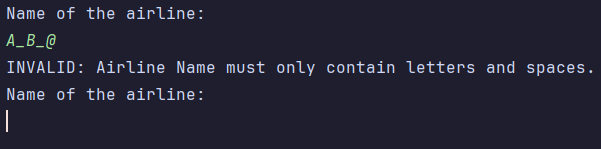 Name of the airline:
A_B_@
INVALID: Airline Name must only contain letters and spaces.
Name of the airline: